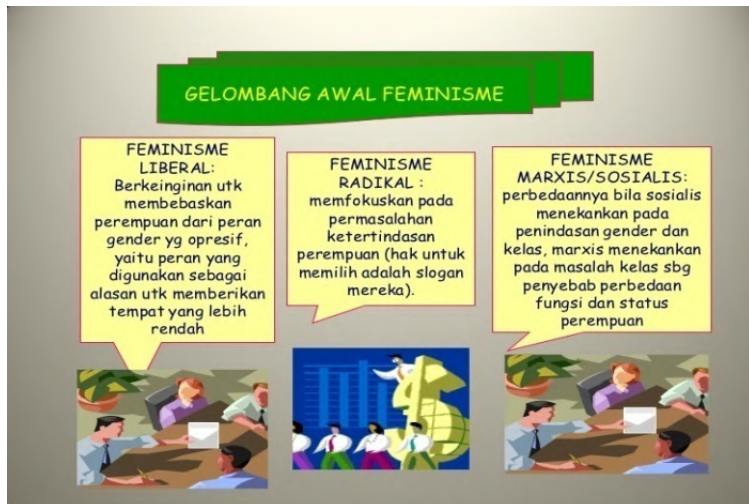 GELOMBANG AWAL FEMINISME
FEMINISME
LIBERAL:
Berkeinginan utk
membebaskan
perempuan dari peran
gender yg opresif,
yaitu peran yang
digunakan sebagai
alasan utk memberikan
tempat yang lebih
rendah
FEMINISME
RADIKAL :
memfokuskan pada
permasalahan
ketertindasan
perempuan (hak untuk
memilih adalah slogan
mereka).
FEMINISME
MARXIS/SOSIALIS:
perbedaannya bila sosialis
menekankan pada
penindasan gender dan
kelas, marxis menekankan
pada masalah kelas sbg
penyebab perbedaan
fungsi dan status
perempuan